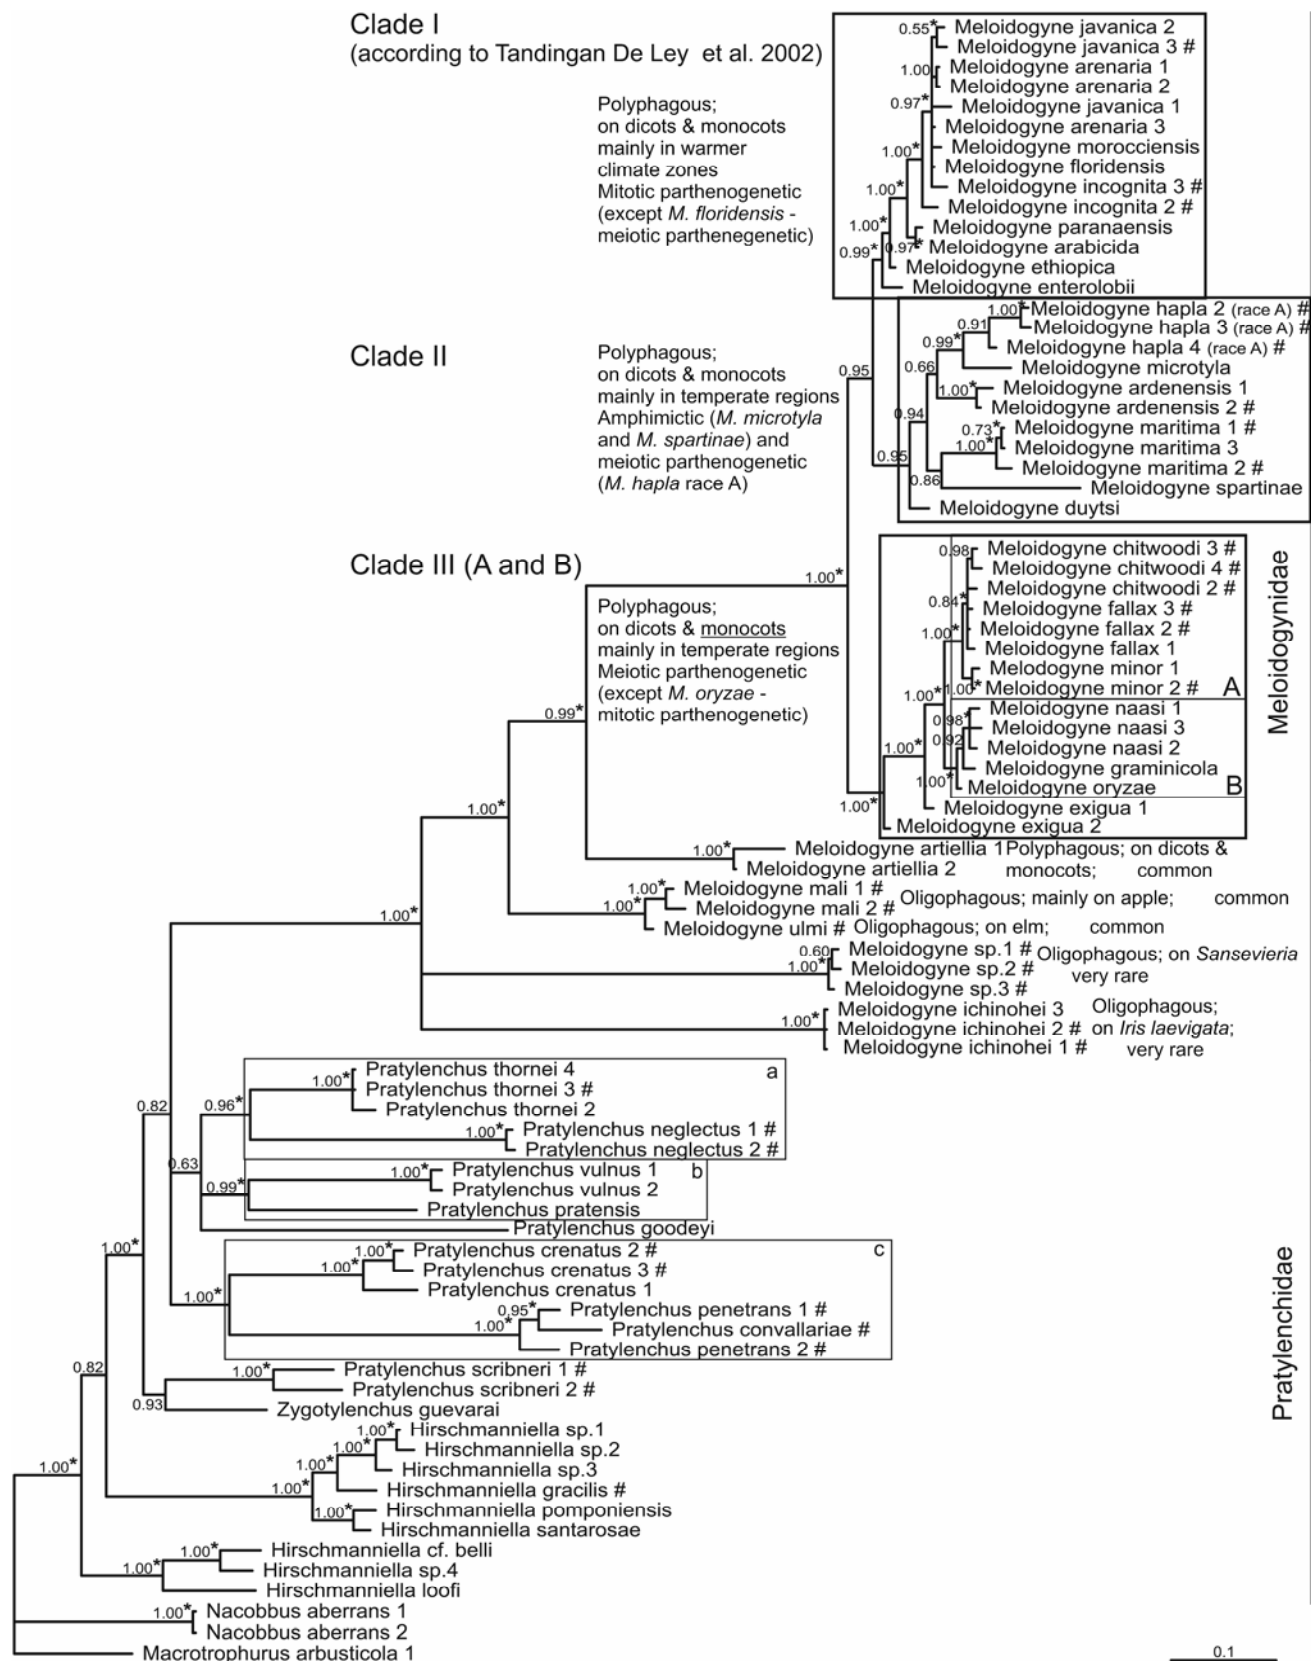 Clade I
(according to Tandingan De Ley et al. 2002)
Polyphagous;
on dicots & monocots
mainly in warmer
climate zones
Mitotic parthenogenetic
(except M. floridensis -
meiotic parthenegenetic)
0.55*
Meloidogyne javanica 2
Meloidogyne javanica 3 #
1.00
Meloidogyne arenaria 1
Meloidogyne arenaria 2
0.97*
Meloidogyne javanica 1
Meloidogyne arenaria 3
1.00*
Meloidogyne morocciensis
Meloidogyne floridensis
1.00*
Meloidogyne incognita 3 #
Meloidogyne incognita 2 #
1.00*
Meloidogyne paranaensis
0.99*
0.97*
Meloidogyne arabicida
Meloidogyne ethiopica
Meloidogyne enterolobii
Clade II
Polyphagous;
on dicots & monocots
mainly in temperate regions
Amphimictic (M. microtyla
and M. spartinae) and
meiotic parthenogenetic
(M. hapla race A)
0.95
1.00*
Meloidogyne hapla 2 (race A) #
0.91
Meloidogyne hapla 3 (race A) #
0.99*
Meloidogyne hapla 4 (race A) #
0.66
Meloidogyne microtyla
1.00*
Meloidogyne ardenensis 1
Meloidogyne ardenensis 2 #
0.94
0.73*
Meloidogyne maritima 1 #
1.00*
Meloidogyne maritima 3
0.95
Meloidogyne maritima 2 #
0.86
Meloidogyne spartinae
Meloidogyne duytsi
Clade III (A and B)
1.00*
Polyphagous;
on dicots & monocots
mainly in temperate regions
Meiotic parthenogenetic
(except M. oryzae -
mitotic parthenogenetic)
0.98
Meloidogyne chitwoodi 3 #
Meloidogyne chitwoodi 4 #
Meloidogyne chitwoodi 2 #
0.84*
Meloidogyne fallax 3 #
1.00*
Meloidogyne fallax 2 #
Meloidogyne fallax 1
Meloidogyne minor 1
1.00*
1.00*
Meloidogyne minor 2 #
A
Meloidogyne naasi 1
0.98*
Meloidogyne naasi 3
0.92
1.00*
Meloidogyne naasi 2
Meloidogyne graminicola
1.00*
Meloidogyne oryzae
B
1.00*
Meloidogyne exigua 1
Meloidogyne exigua 2
Meloidogynidae
0.99*
1.00*
Meloidogyne artiellia 1 Polyphagous; on dicots &
Meloidogyne artiellia 2 monocots; common
1.00*
1.00*
Meloidogyne mali 1 #
1.00*
Meloidogyne mali 2 # Oligophagous; mainly on apple; common
Meloidogyne ulmi # Oligophagous; on elm; common
1.00*
0.60
Meloidogyne sp.1 # Oligophagous; on Sansevieria
1.00*
Meloidogyne sp.2 # very rare
Meloidogyne sp.3 #
1.00*
Meloidogyne ichinohei 3 Oligophagous;
Meloidogyne ichinohei 2 # on Iris laevigata;
Meloidogyne ichinohei 1 # very rare
Pratylenchus thornei 4
a
1.00*
Pratylenchus thornei 3 #
0.96*
Pratylenchus thornei 2
0.82
1.00*
Pratylenchus neglectus 1 #
Pratylenchus neglectus 2 #
0.63
1.00*
Pratylenchus vulnus 1
b
0.99*
Pratylenchus vulnus 2
Pratylenchus pratensis
Pratylenchus goodeyi
1.00*
1.00*
Pratylenchus crenatus 2 #
c
1.00*
Pratylenchus crenatus 3 #
1.00*
Pratylenchus crenatus 1
0.95*
Pratylenchus penetrans 1 #
1.00*
Pratylenchus convallariae #
Pratylenchus penetrans 2 #
Pratylenchidae
0.82
1.00*
Pratylenchus scribneri 1 #
Pratylenchus scribneri 2 #
0.93
Zygotylenchus guevarai
1.00*
Hirschmanniella sp.1
1.00*
Hirschmanniella sp.2
1.00*
Hirschmanniella sp.3
1.00*
1.00*
Hirschmanniella gracilis #
1.00*
Hirschmanniella pomponiensis
Hirschmanniella santarosae
1.00*
Hirschmanniella cf. belli
1.00*
Hirschmanniella sp.4
Hirschmanniella loofi
1.00*
Nacobbus aberrans 1
Nacobbus aberrans 2
Macrotrophurus arbusticola 1
0.1